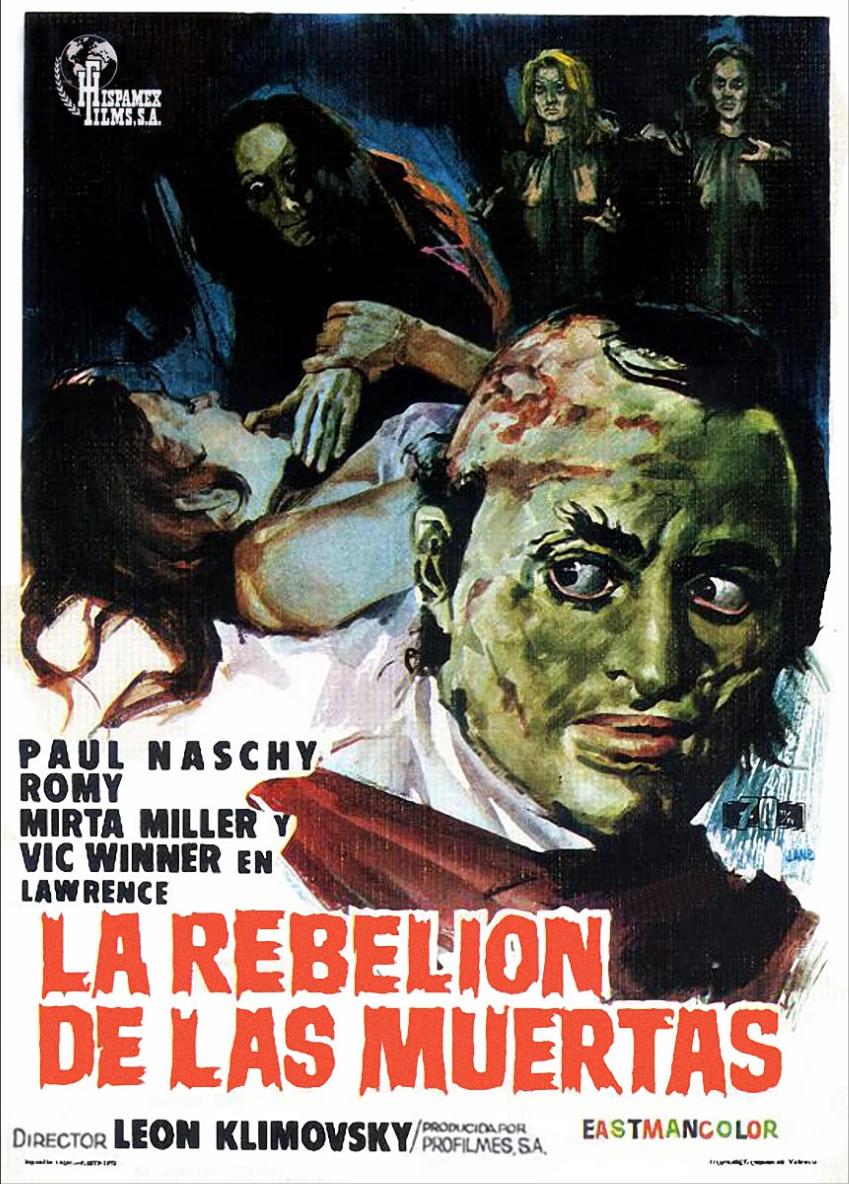 HISPAMEX
FILMS, S.A.
PAUL NASCHY
ROMY
MIRTA MILLER Y
VIC WINNER EN
LAWRENCE
LA REBELION
DE LAS MUERTAS
DIRECTOR LEON KLIMOVSKY/PRODUCIDA POR
PROFILMES, S.A.
EASTMANCOLOR
JANO